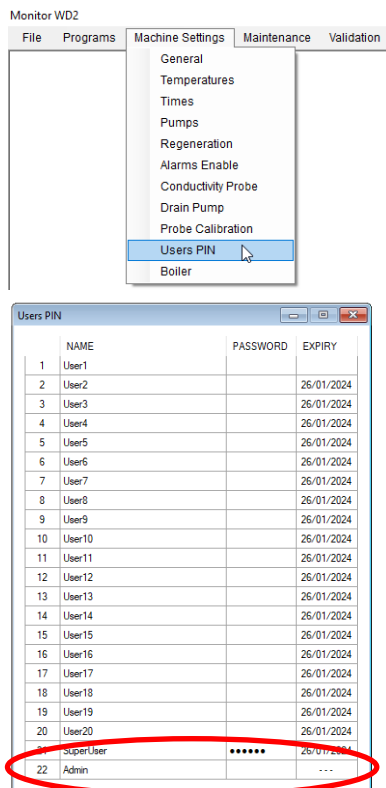 Monitor WD2
File Programs Machine Settings Maintenance Validation
General
Temperatures
Times
Pumps
Regeneration
Alarms Enable
Conductivity Probe
Drain Pump
Probe Calibration
Users PIN
Boiler
Users PIN
NAME PASSWORD EXPIRY
1 User1
2 User2 26/01/2024
3 User3 26/01/2024
4 User4 26/01/2024
5 User5 26/01/2024
6 User6 26/01/2024
7 User7 26/01/2024
8 User8 26/01/2024
9 User9 26/01/2024
10 User10 26/01/2024
11 User11 26/01/2024
12 User12 26/01/2024
13 User13 26/01/2024
14 User14 26/01/2024
15 User15 26/01/2024
16 User16 26/01/2024
17 User17 26/01/2024
18 User18 26/01/2024
19 User19 26/01/2024
20 User20 26/01/2024
21 SuperUser •••••• 26/01/2024
22 Admin ---